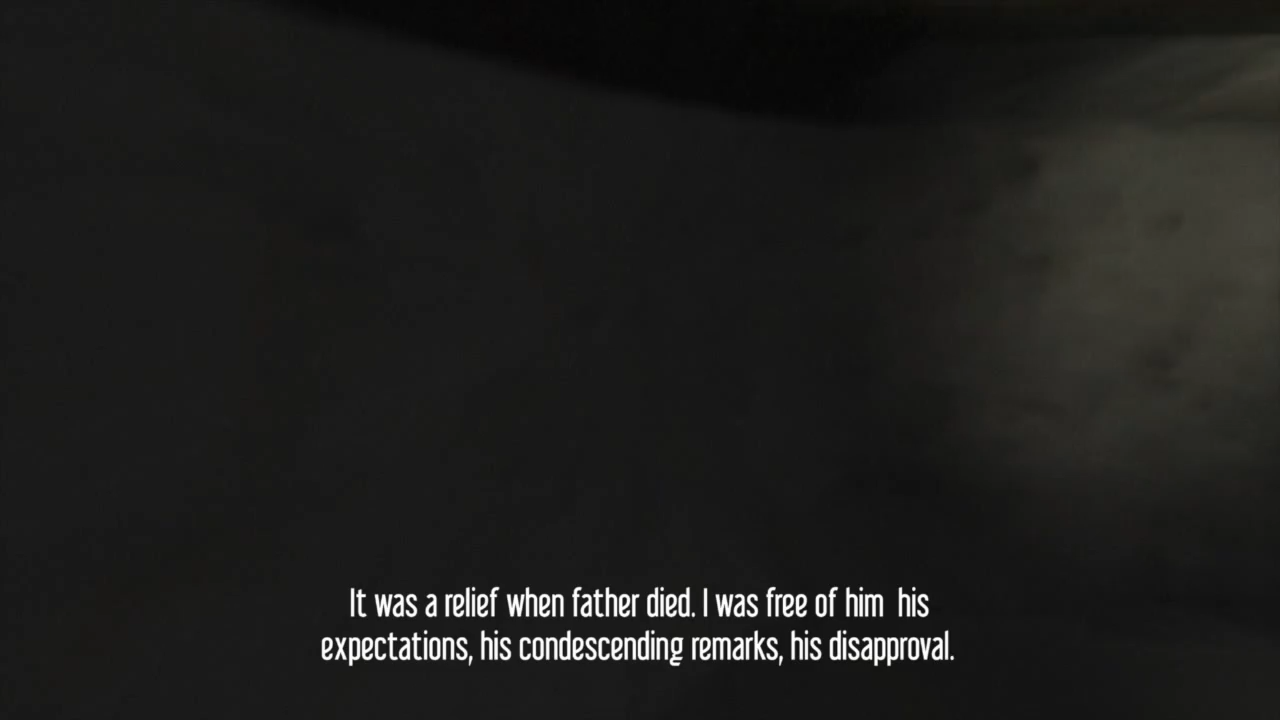 It was a relief when father died. I was free of him  his
expectations, his condescending remarks, his disapproval.